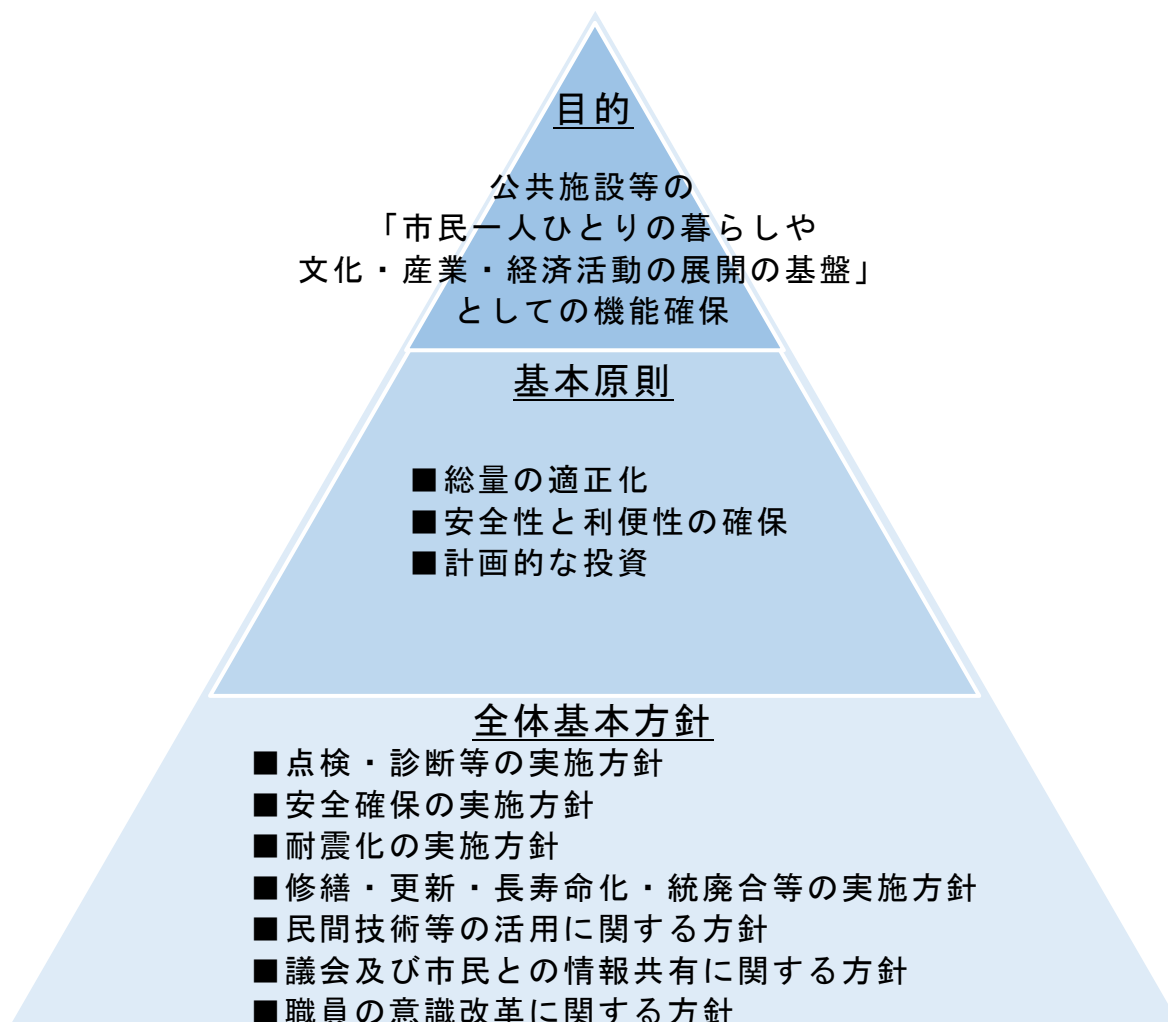 目的
公共施設等の
「市民一人ひとりの暮らしや
文化・産業・経済活動の展開の基盤」
としての機能確保
基本原則
■総量の適正化
■安全性と利便性の確保
■計画的な投資
全体基本方針
■点検・診断等の実施方針
■安全確保の実施方針
■耐震化の実施方針
■修繕・更新・長寿命化・統廃合等の実施方針
■民間技術等の活用に関する方針
■議会及び市民との情報共有に関する方針
■職員の意識改革に関する方針